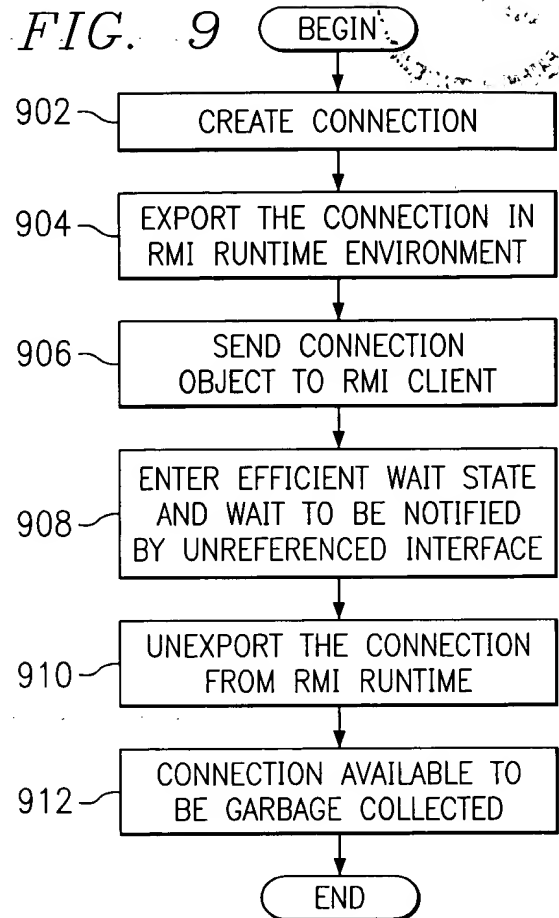 FIG. 9
BEGIN
902
CREATE CONNECTION
904
EXPORT THE CONNECTION IN
RMI RUNTIME ENVIRONMENT
906
SEND CONNECTION
OBJECT TO RMI CLIENT
908
ENTER EFFICIENT WAIT STATE
AND WAIT TO BE NOTIFIED
BY UNREFERENCED INTERFACE
910
UNEXPORT THE CONNECTION
FROM RMI RUNTIME
912
CONNECTION AVAILABLE TO
BE GARBAGE COLLECTED
END